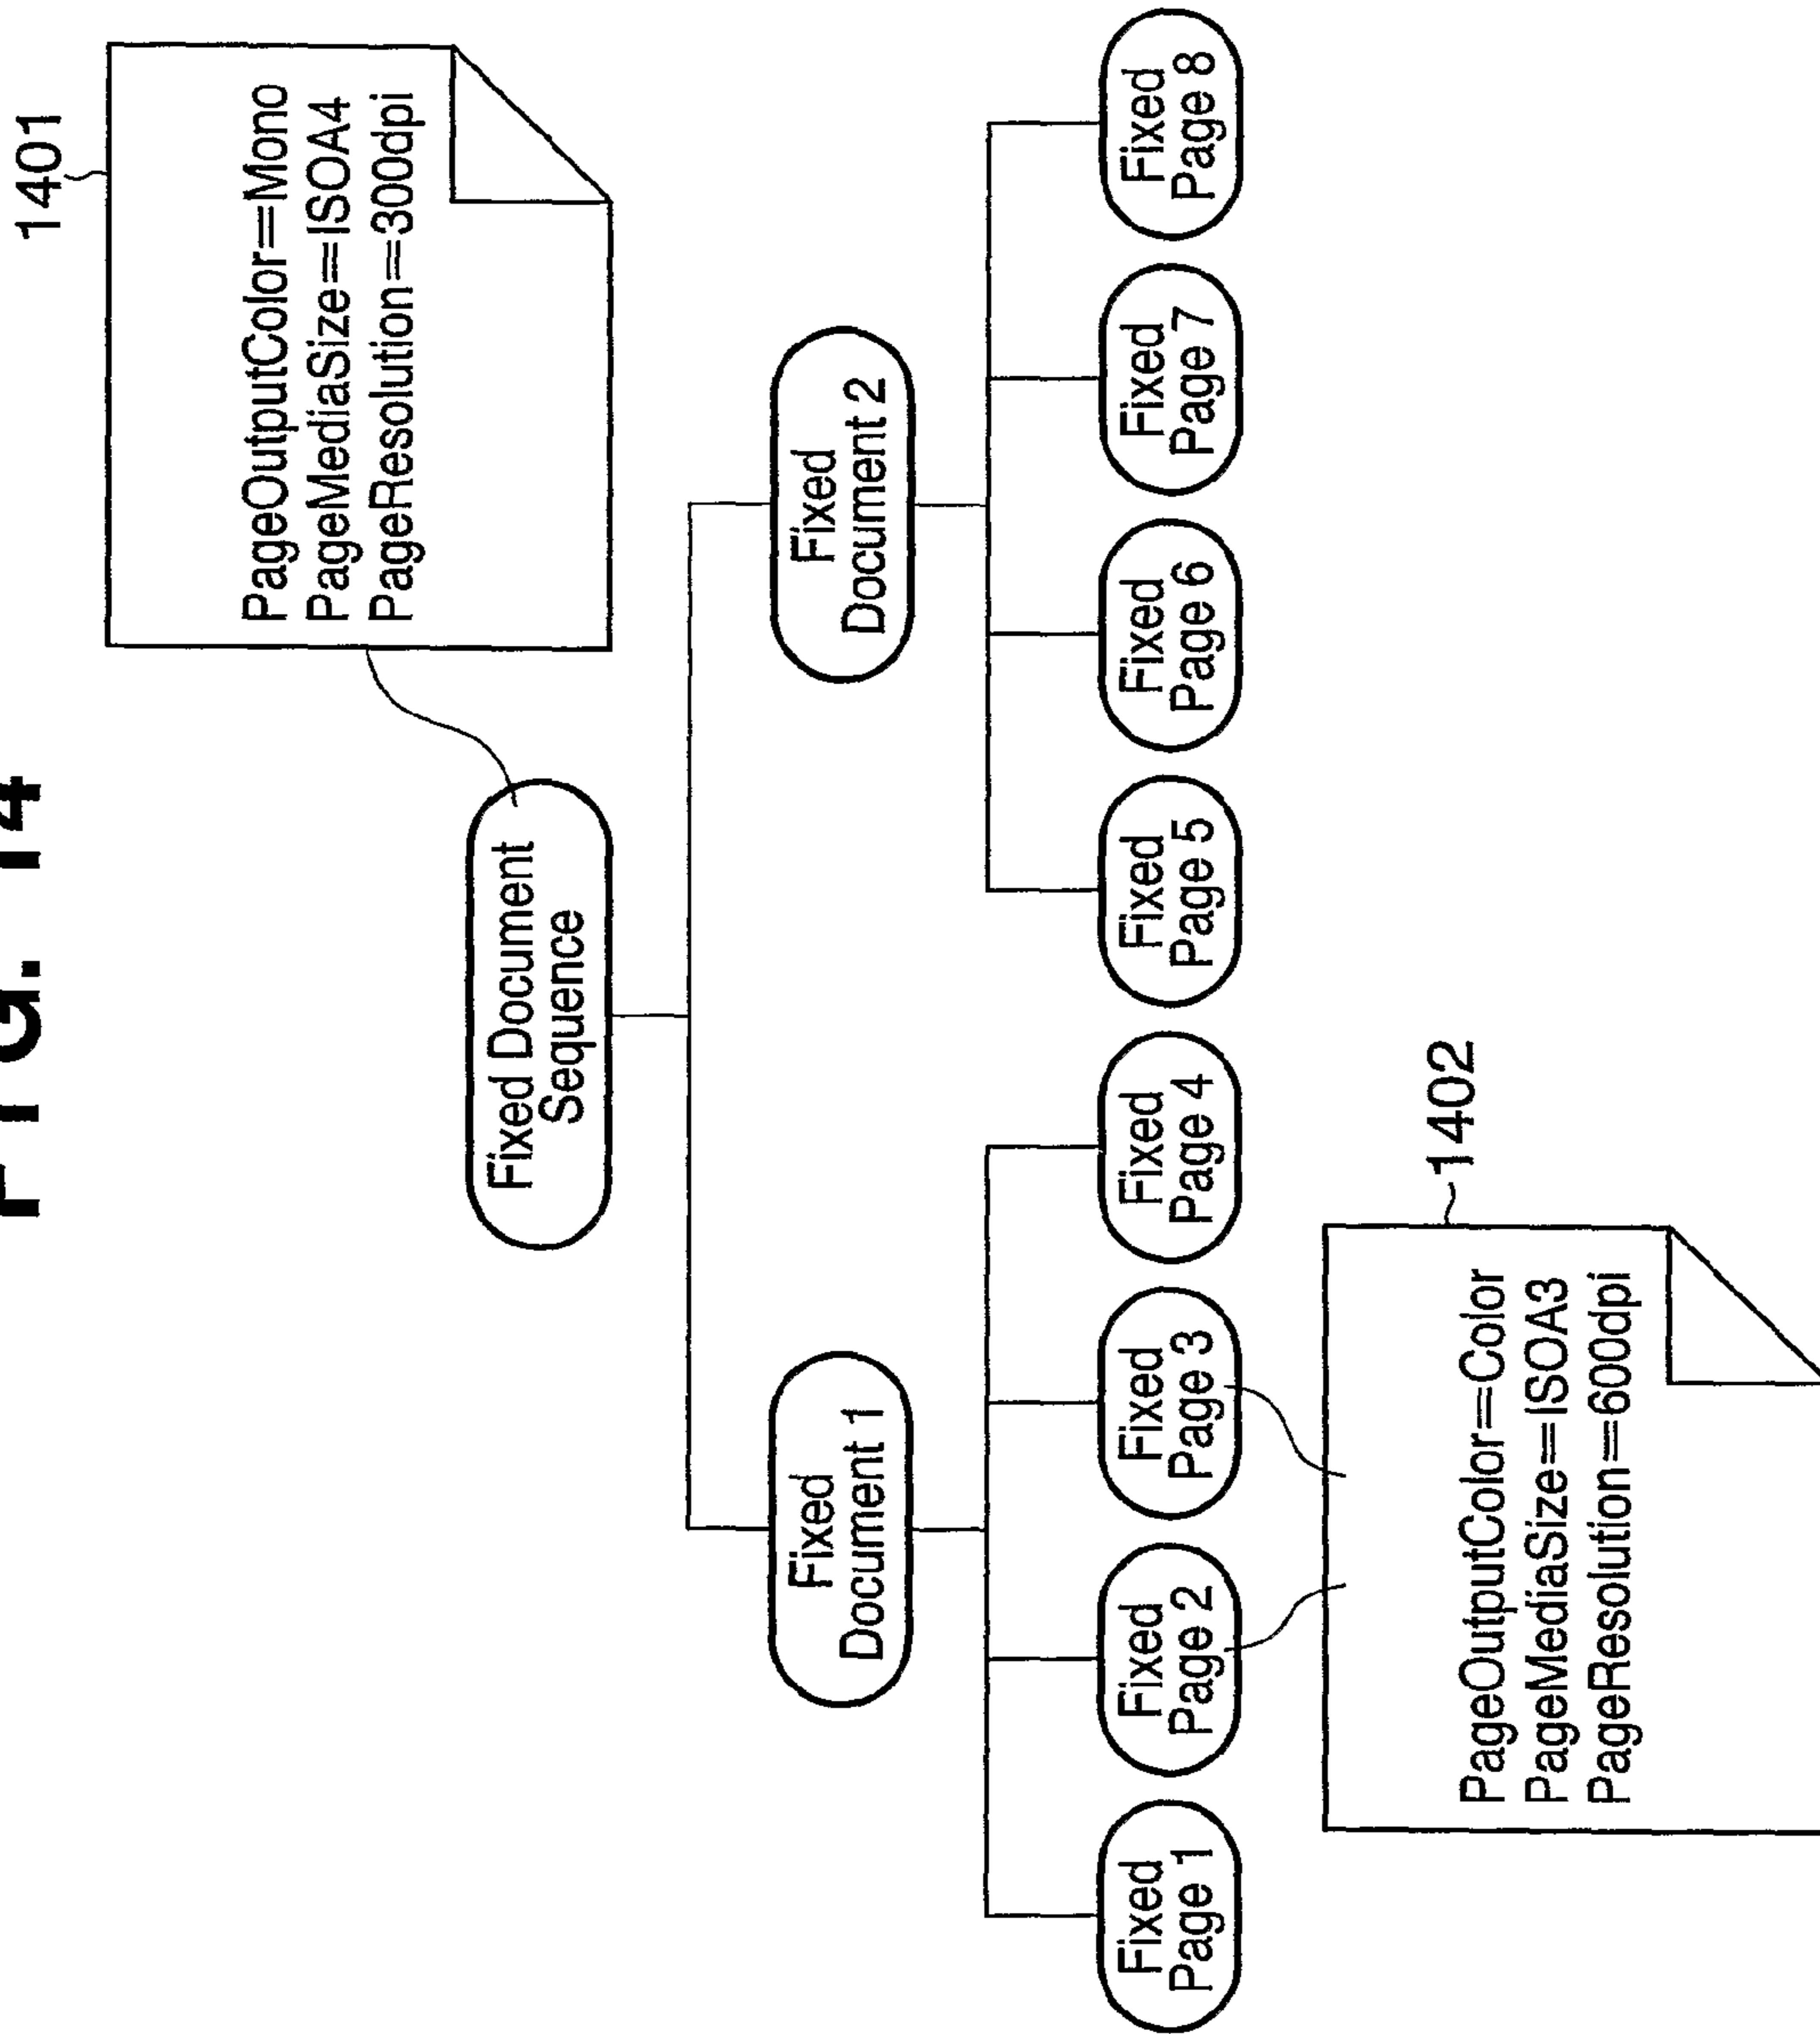 FIG. 14
1401
PageOutputColor=Mono
PageMediaSize=ISOA4
PageResolution=300dpi
Fixed Document
Sequence
Fixed
Document 1
Fixed
Document 2
Fixed
Page 1
Fixed
Page 2
Fixed
Page 3
Fixed
Page 4
Fixed
Page 5
Fixed
Page 6
Fixed
Page 7
Fixed
Page 8
1402
PageOutputColor=Color
PageMediaSize=ISOA3
PageResolution=600dpi